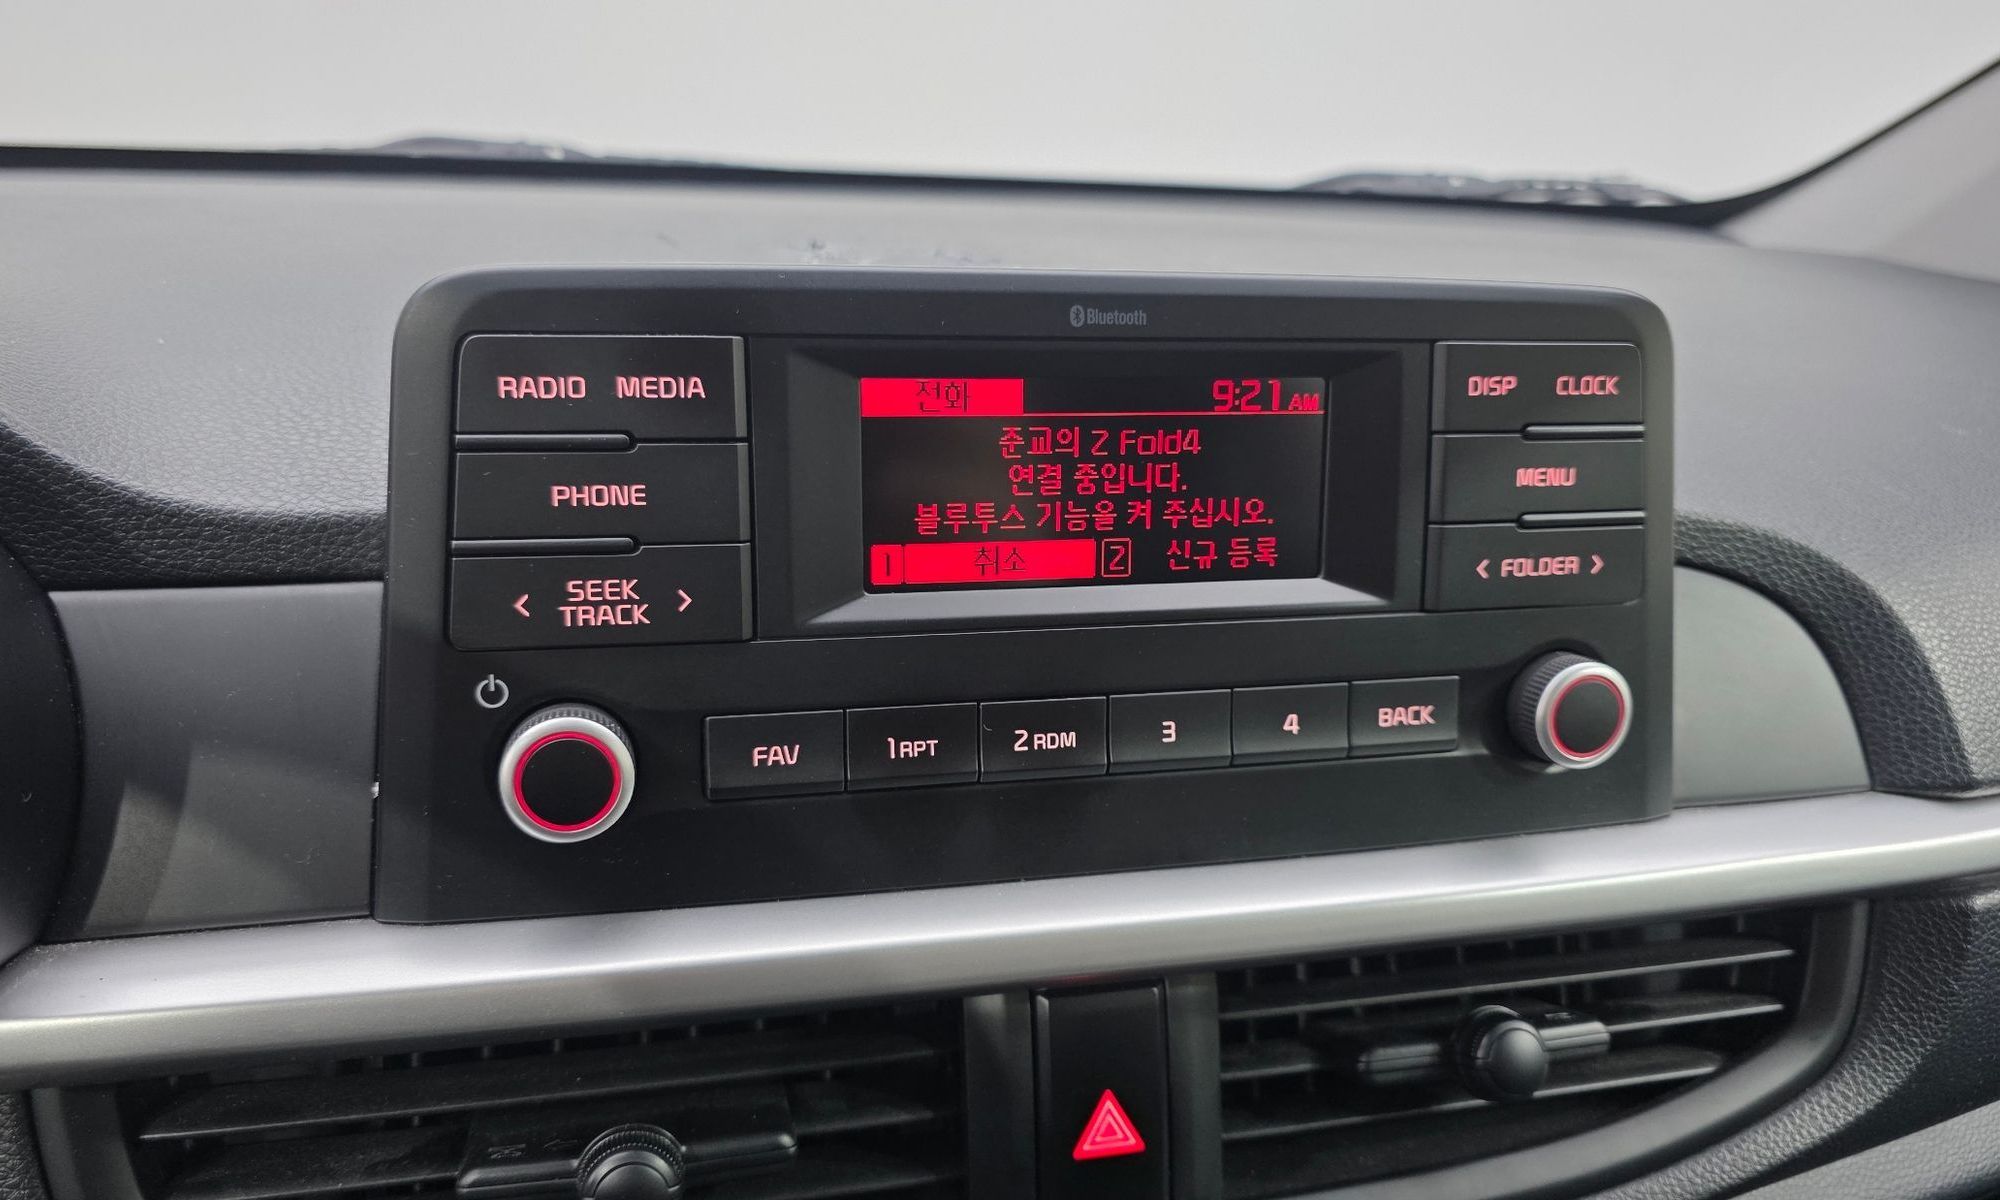 Bluetooth
RADIO MEDIA
전화 9:21 AM
DISP CLOCK
준교의 Z Fold4
연결 중입니다.
PHONE
MENU
블루투스 기능을 켜 주십시오.
1 취소 2 신규 등록
< SEEK TRACK >
< FOLDER >
FAV 1 RPT 2 RDM 3 4 BACK